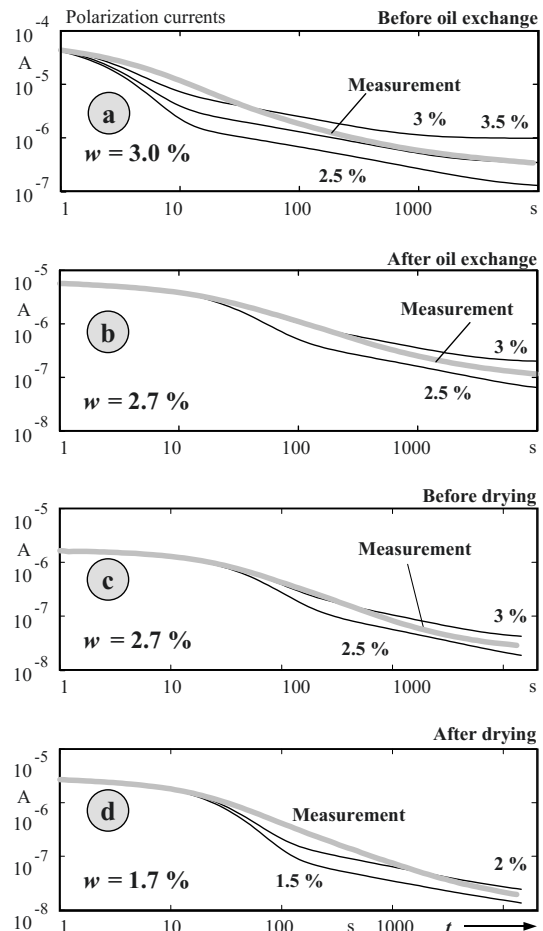 Polarization currents Before oil exchange
10-4
A
10-5
Measurement
a
3 % 3.5 %
10-6
w = 3.0 %
2.5 %
10-7
1 10 100 1000 s
After oil exchange
10-5
A
Measurement
10-6
b
3 %
10-7
2.5 %
w = 2.7 %
10-8
1 10 100 1000 s
Before drying
10-5
A
Measurement
10-6
c
10-7
3 %
w = 2.7 %
2.5 %
10-8
1 10 100 1000 s
After drying
10-5
A
10-6
d
Measurement
10-7
2 %
w = 1.7 %
1.5 %
10-8
1 10 100 s 1000 t